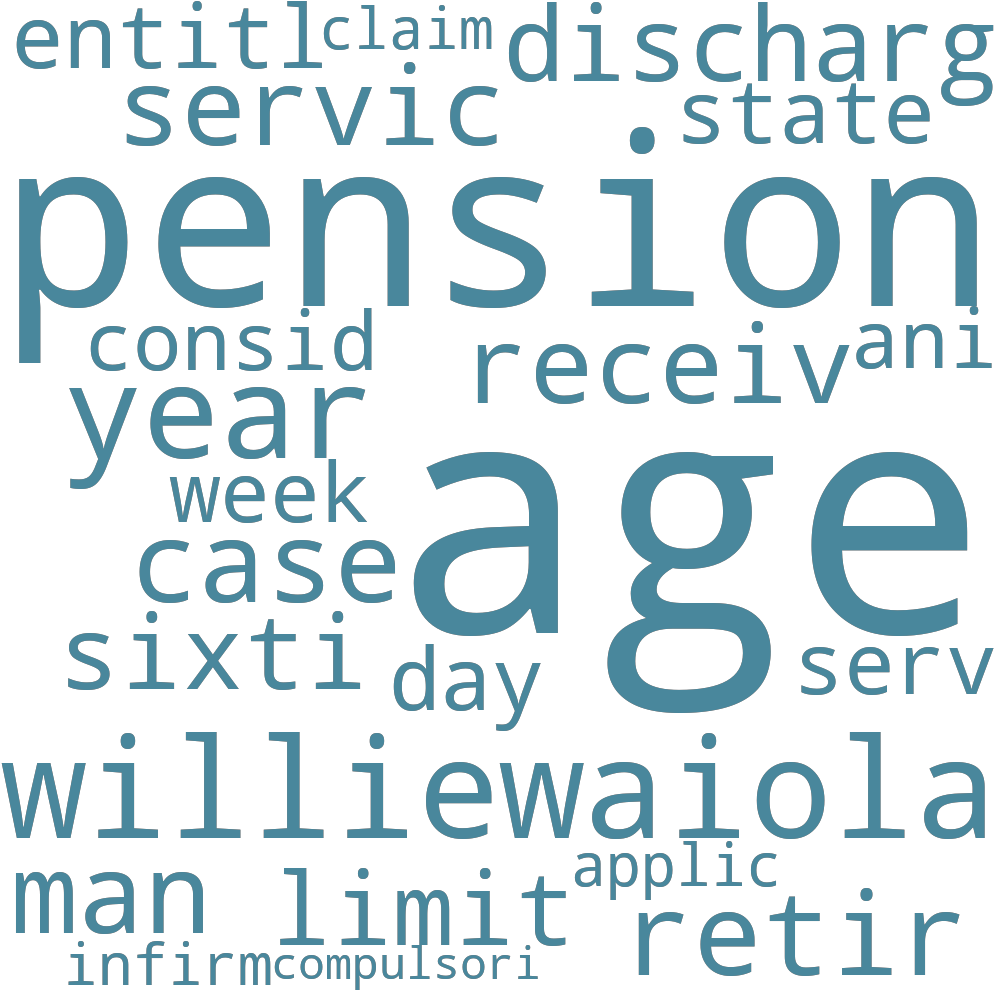 entitl claim discharg
servic state
pension
consid receiv ani
year
week age
case
sixti day serv
williewaiola
man limit applic retir
infirm compulsori